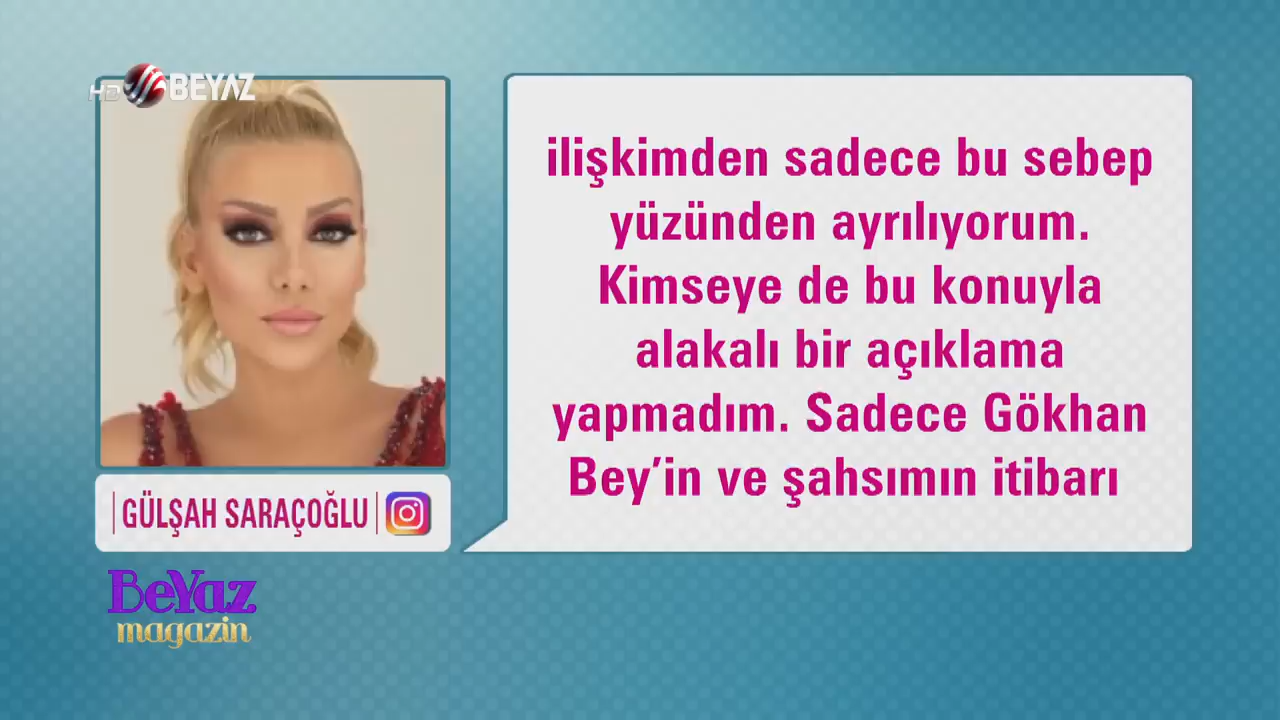 HD BEYAZ
ilişkimden sadece bu sebep
yüzünden ayrılıyorum.
Kimseye de bu konuyla
alakalı bir açıklama
yapmadım. Sadece Gökhan
Bey’in ve şahsımın itibarı
GÜLŞAH SARAÇOĞLU
BeYaz
magazin